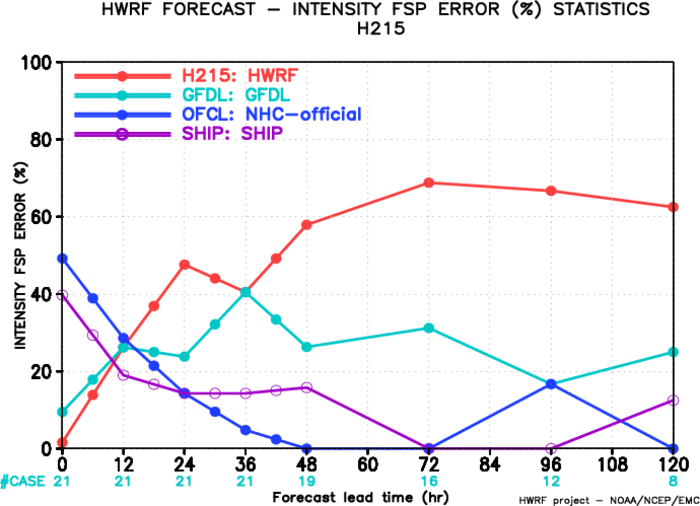 HWRF FORECAST – INTENSITY FSP ERROR (%) STATISTICS
H215
INTENSITY FSP ERROR (%)
100
80
60
40
20
0
H215: HWRF
GFDL: GFDL
OFCL: NHC–official
SHIP: SHIP
0 12 24 36 48 60 72 84 96 108 120
#CASE 21 21 21 21 19 16 12 8
Forecast lead time (hr)
HWRF project – NOAA/NCEP/EMC